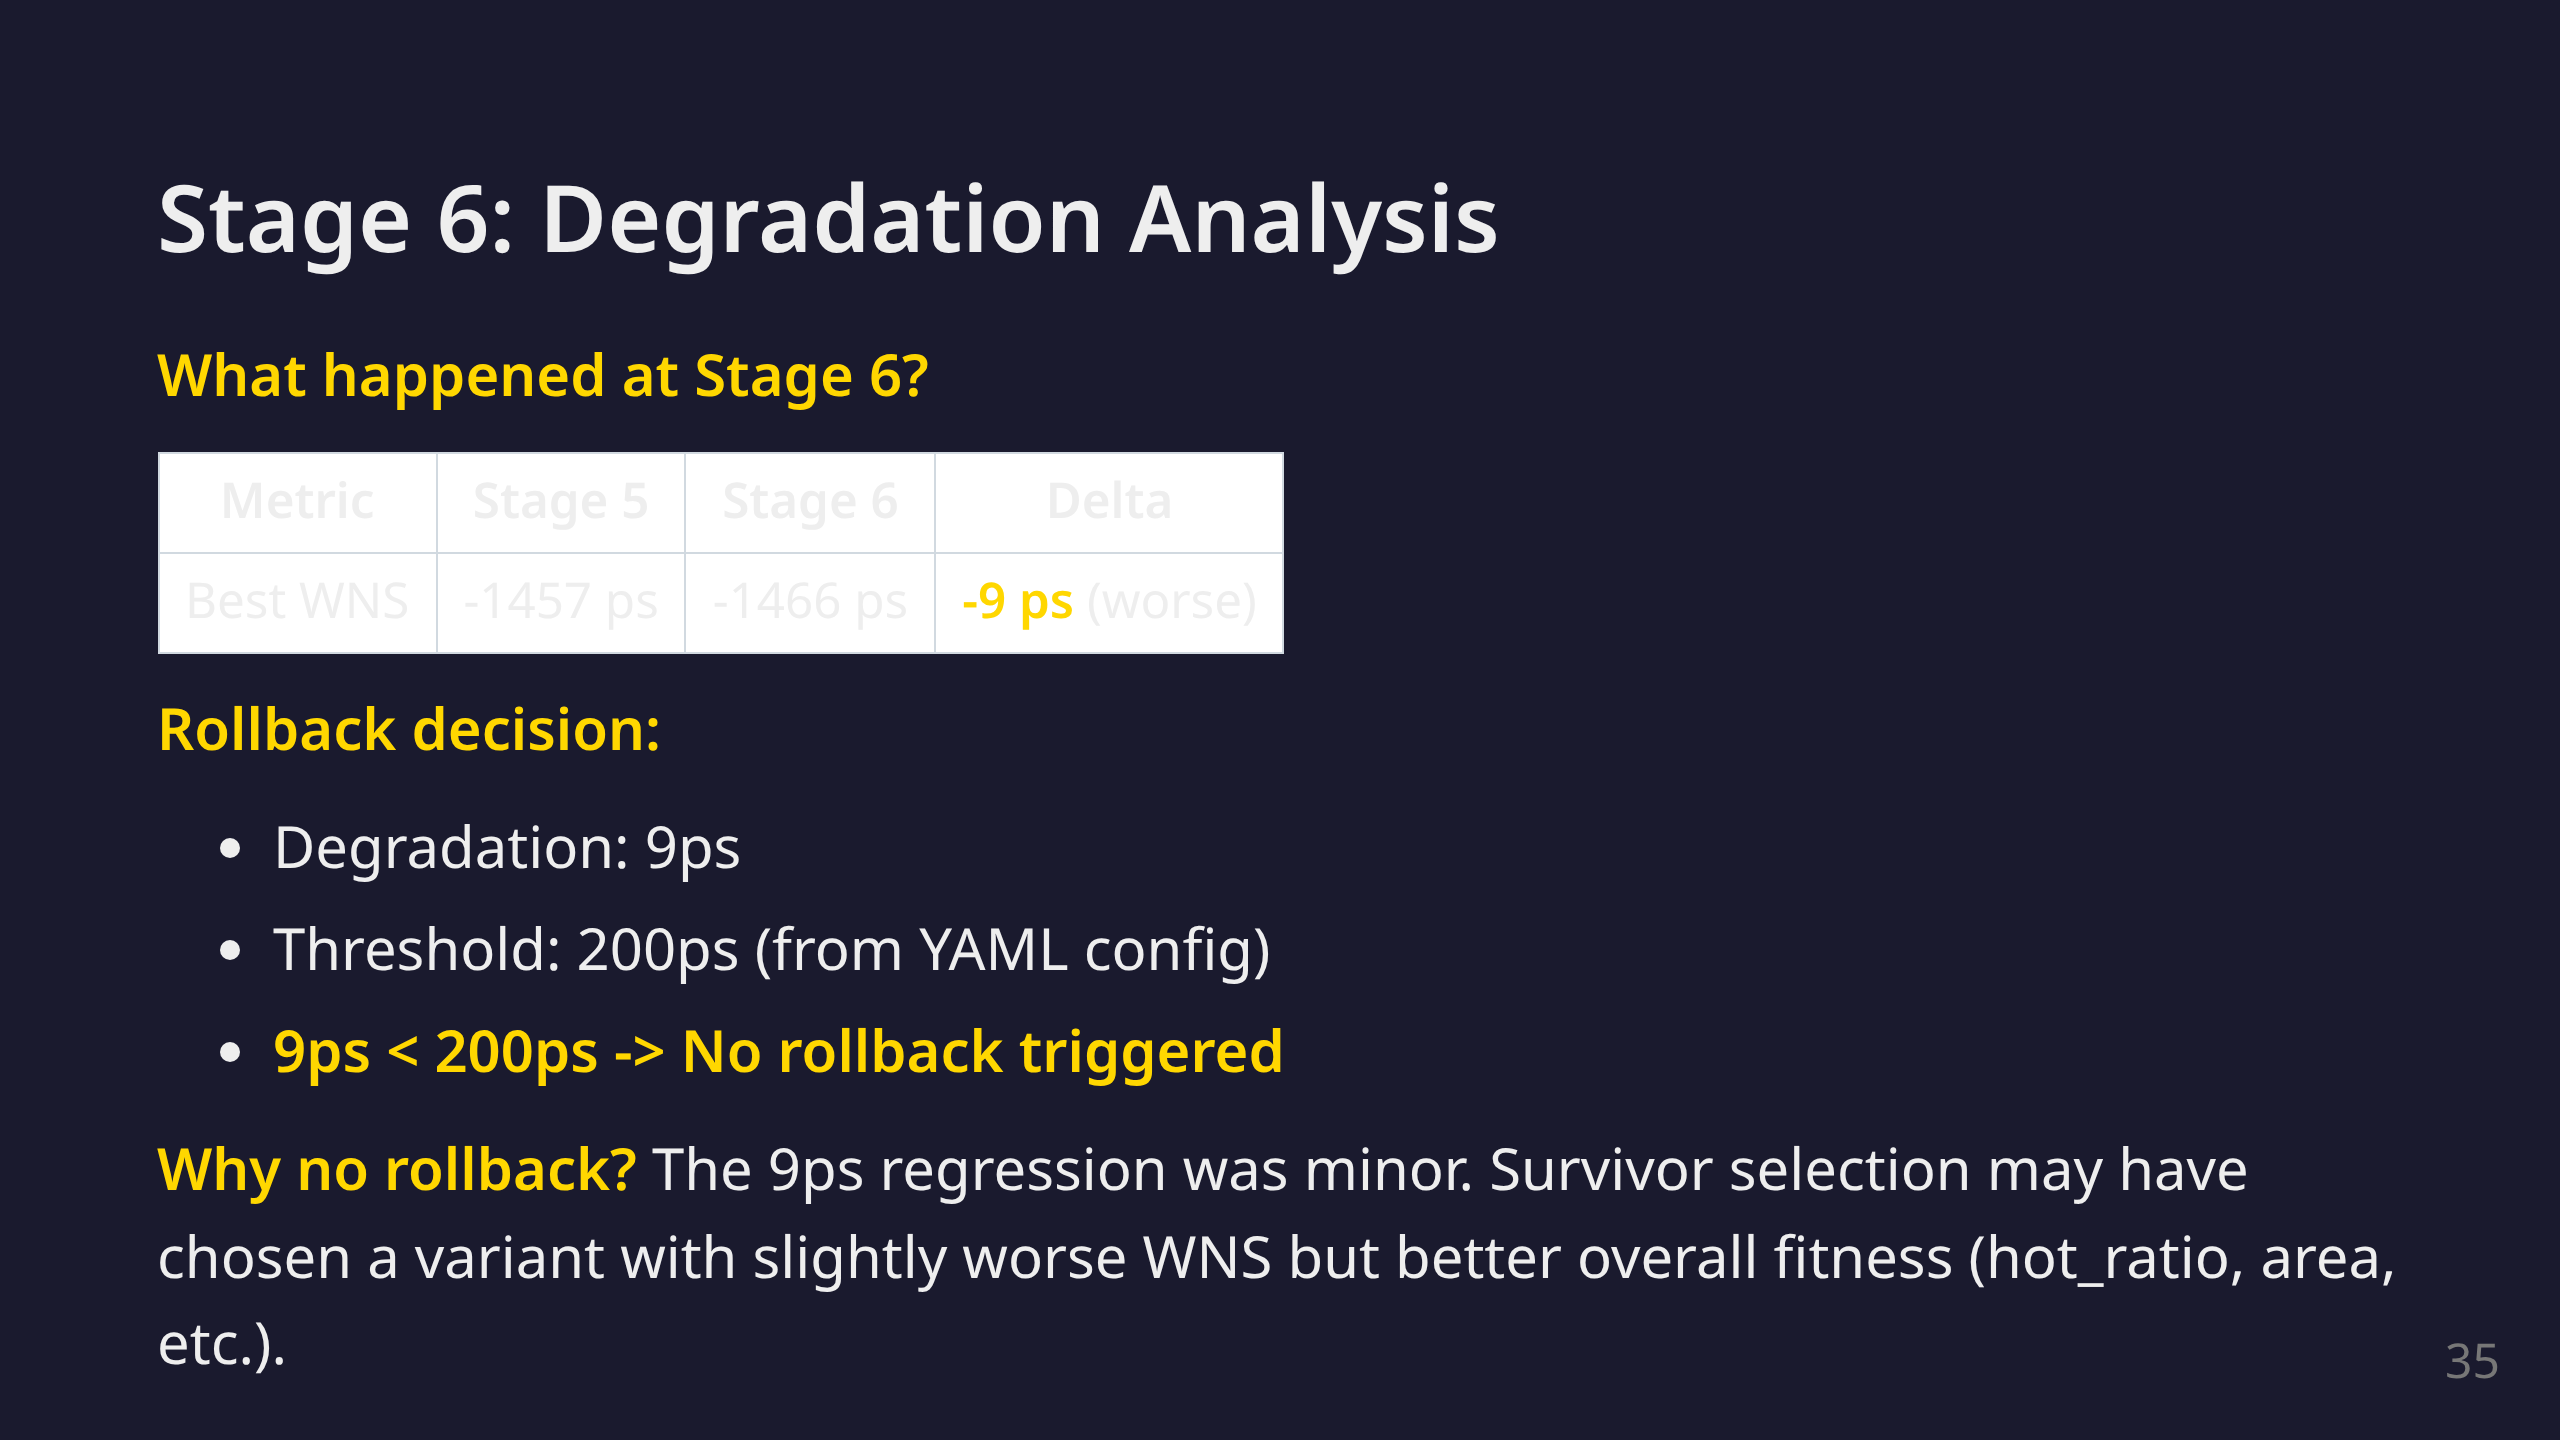 Stage 6: Degradation Analysis
What happened at Stage 6?
Metric Stage 5 Stage 6 Delta
Best WNS -1457 ps -1466 ps -9 ps (worse)
Rollback decision:
• Degradation: 9ps
• Threshold: 200ps (from YAML config)
• 9ps < 200ps -> No rollback triggered
Why no rollback? The 9ps regression was minor. Survivor selection may have
chosen a variant with slightly worse WNS but better overall fitness (hot_ratio, area,
etc.).
35